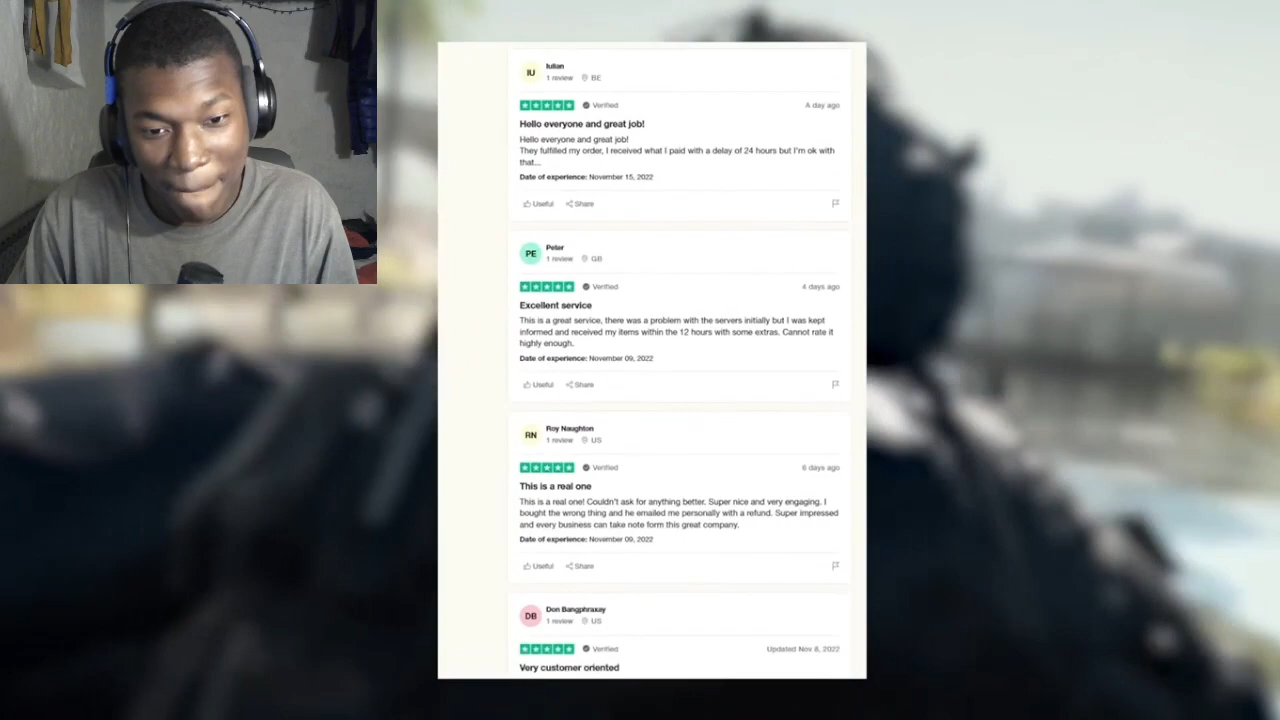 IU
Iulian
1 review BE
Verified
A day ago
Hello everyone and great job!
Hello everyone and great job!
They fulfilled my order, I received what I paid with a delay of 24 hours but I'm ok with
that...
Date of experience: November 15, 2022
Useful Share
PE
Peter
1 review GB
Verified
4 days ago
Excellent service
This is a great service, there was a problem with the servers initially but I was kept
informed and received my items within the 12 hours with some extras. Cannot rate it
highly enough.
Date of experience: November 09, 2022
Useful Share
RN
Roy Naughton
1 review US
Verified
6 days ago
This is a real one
This is a real one! Couldn't ask for anything better. Super nice and very engaging. I
bought the wrong thing and he emailed me personally with a refund. Super impressed
and every business can take note form this great company.
Date of experience: November 09, 2022
Useful Share
DB
Don Bangphraxay
1 review US
Verified
Updated Nov 8, 2022
Very customer oriented